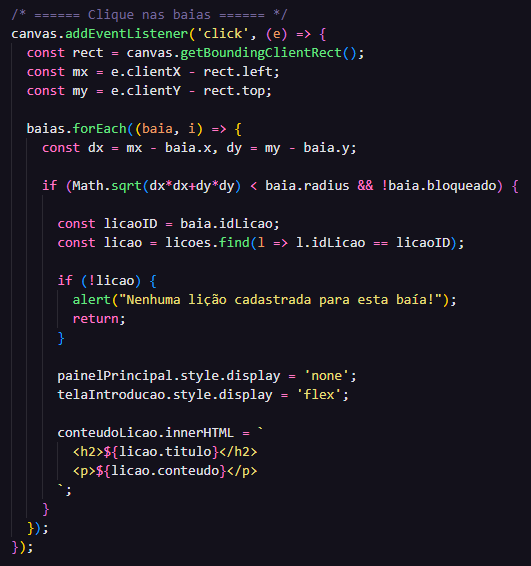 /* ====== Clique nas baias ====== */
canvas.addEventListener('click', (e) => {
  const rect = canvas.getBoundingClientRect();
  const mx = e.clientX - rect.left;
  const my = e.clientY - rect.top;

  baias.forEach((baia, i) => {
    const dx = mx - baia.x, dy = my - baia.y;

    if (Math.sqrt(dx*dx+dy*dy) < baia.radius && !baia.bloqueado) {

      const licaoID = baia.idLicao;
      const licao = licoes.find(l => l.idLicao == licaoID);

      if (!licao) {
        alert("Nenhuma lição cadastrada para esta baía!");
        return;
      }

      painelPrincipal.style.display = 'none';
      telaIntroducao.style.display = 'flex';

      conteudoLicao.innerHTML = `
        <h2>${licao.titulo}</h2>
        <p>${licao.conteudo}</p>
      `;
    }
  });
});